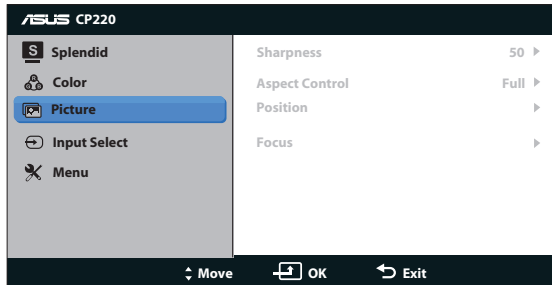 ASUS CP220
S Splendid
Color
Picture
Input Select
Menu
Sharpness 50
Aspect Control Full
Position
Focus
Move OK Exit